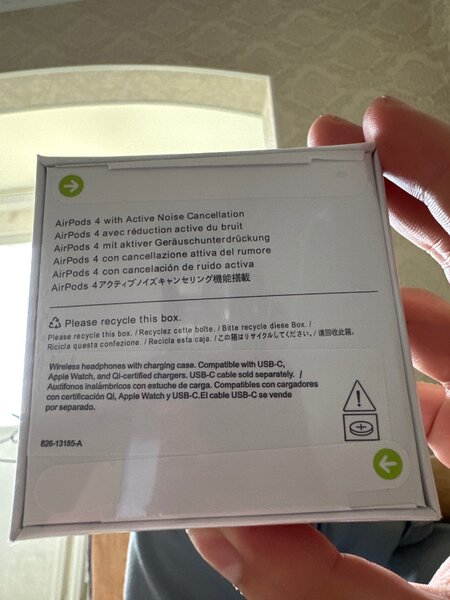 AirPods 4 with Active Noise Cancellation
AirPods 4 avec réduction active du bruit
AirPods 4 mit aktiver Geräuschunterdrückung
AirPods 4 con cancellazione attiva del rumore
AirPods 4 con cancelación de ruido activa
AirPods 4アクティブノイズキャンセリング機能搭載
Please recycle this box.
Please recycle this box. / Recyclez cette boîte. / Bitte recycle diese Box. /
Ricicla questa confezione. / Recicla esta caja. / この箱はリサイクルしてください。/ 请回收此箱。
Wireless headphones with charging case. Compatible with USB-C,
Apple Watch, and Qi-certified chargers. USB-C cable sold separately. /
Audífonos inalámbricos con estuche de carga. Compatibles con cargadores
con certificación Qi, Apple Watch y USB-C.El cable USB-C se vende
por separado.
826-13185-A